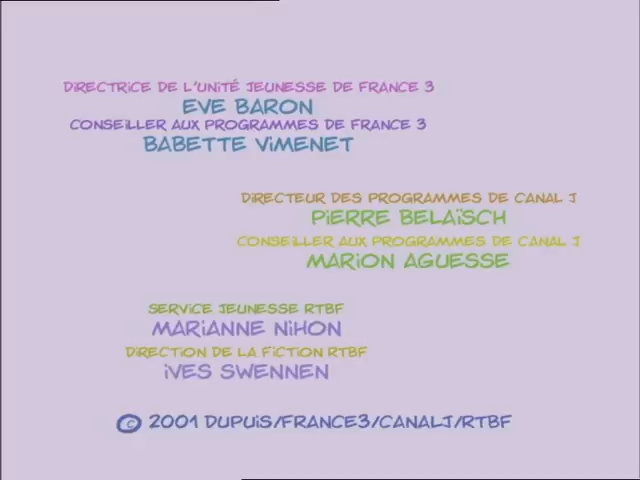 DIRECTRICE DE L'UNITÉ JEUNESSE DE FRANCE 3
EVE BARON
CONSEILLER AUX PROGRAMMES DE FRANCE 3
BABETTE VIMENET
DIRECTEUR DES PROGRAMMES DE CANAL J
PIERRE BELAÏSCH
CONSEILLER AUX PROGRAMMES DE CANAL J
MARION AGUESSE
SERVICE JEUNESSE RTBF
MARIANNE NIHON
DIRECTION DE LA FICTION RTBF
IVES SWENNEN
© 2001 DUPUIS/FRANCE3/CANALJ/RTBF